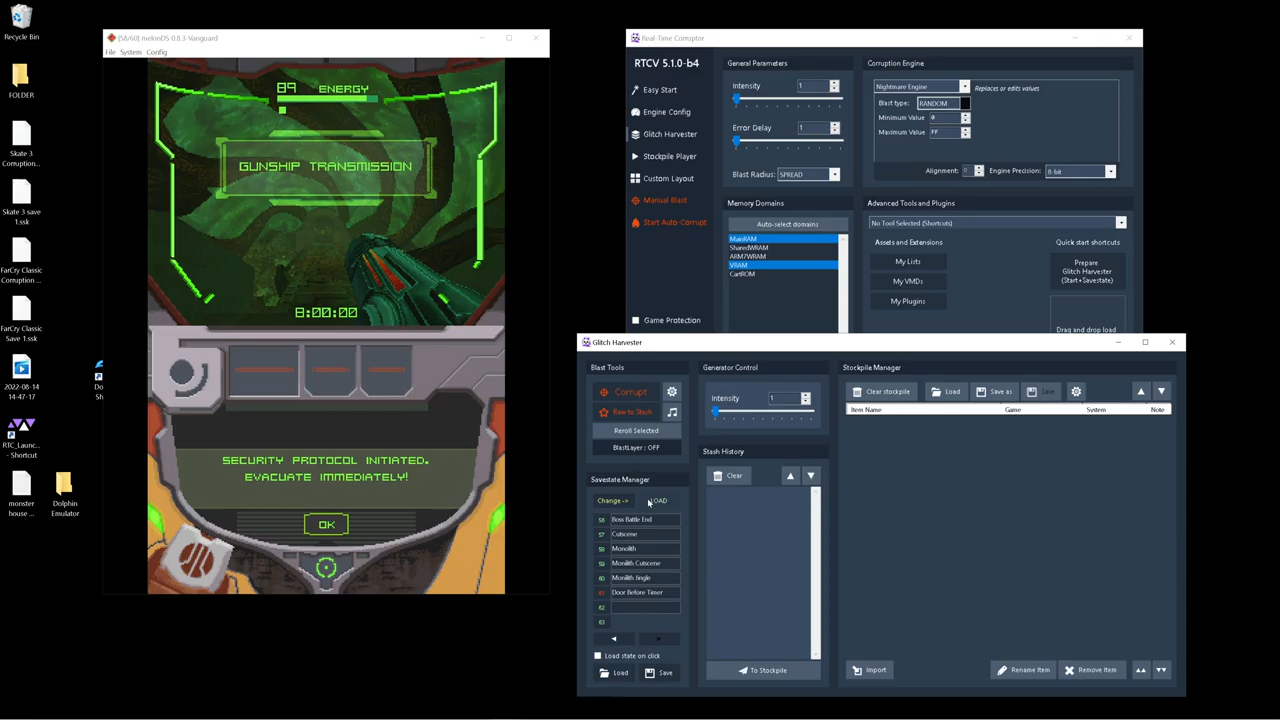 Recycle Bin
FOLDER
Skate 3
Corruption...
Skate 3 save
1.ssk
FarCry Classic
Corruption ...
FarCry Classic
Save 1.ssk
2022-08-14
14-47-17
RTC_Launc...
- Shortcut
monster
house ...
Dolphin
Emulator
[58/60] melonDS 0.8.3-Vanguard
File System Config
89 ENERGY
GUNSHIP TRANSMISSION
8:00:00
SECURITY PROTOCOL INITIATED.
EVACUATE IMMEDIATELY!
OK
Real-Time Corruptor
RTCV 5.1.0-b4
Easy Start
Engine Config
Glitch Harvester
Stockpile Player
Custom Layout
Manual Blast
Start Auto-Corrupt
Game Protection
General Parameters
Intensity 1
Error Delay 1
Blast Radius: SPREAD
Memory Domains
Auto-select domains
MainRAM
SharedWRAM
ARM7WRAM
VRAM
CartROM
Corruption Engine
Nightmare Engine Replaces or edits values
Blast type: RANDOM
Minimum Value 0
Maximum Value FF
Alignment: 0 Engine Precision: 8-bit
Advanced Tools and Plugins
No Tool Selected (Shortcuts)
Assets and Extensions
My Lists
My VMDs
My Plugins
Quick start shortcuts
Prepare
Glitch Harvester
(Start+Savestate)
Drag and drop load
Glitch Harvester
Blast Tools
Corrupt
Raw to Stash
Reroll Selected
BlastLayer : OFF
Savestate Manager
Change -> LOAD
56 Boss Battle End
57 Cutscene
58 Monolith
59 Monilith Cutscene
60 Monilith Jingle
61 Door Before Timer
62
63
Load state on click
Load Save
Generator Control
Intensity 1
Stash History
Clear
To Stockpile
Stockpile Manager
Clear stockpile Load Save as Save
Item Name Game System Note
Import Rename Item Remove Item